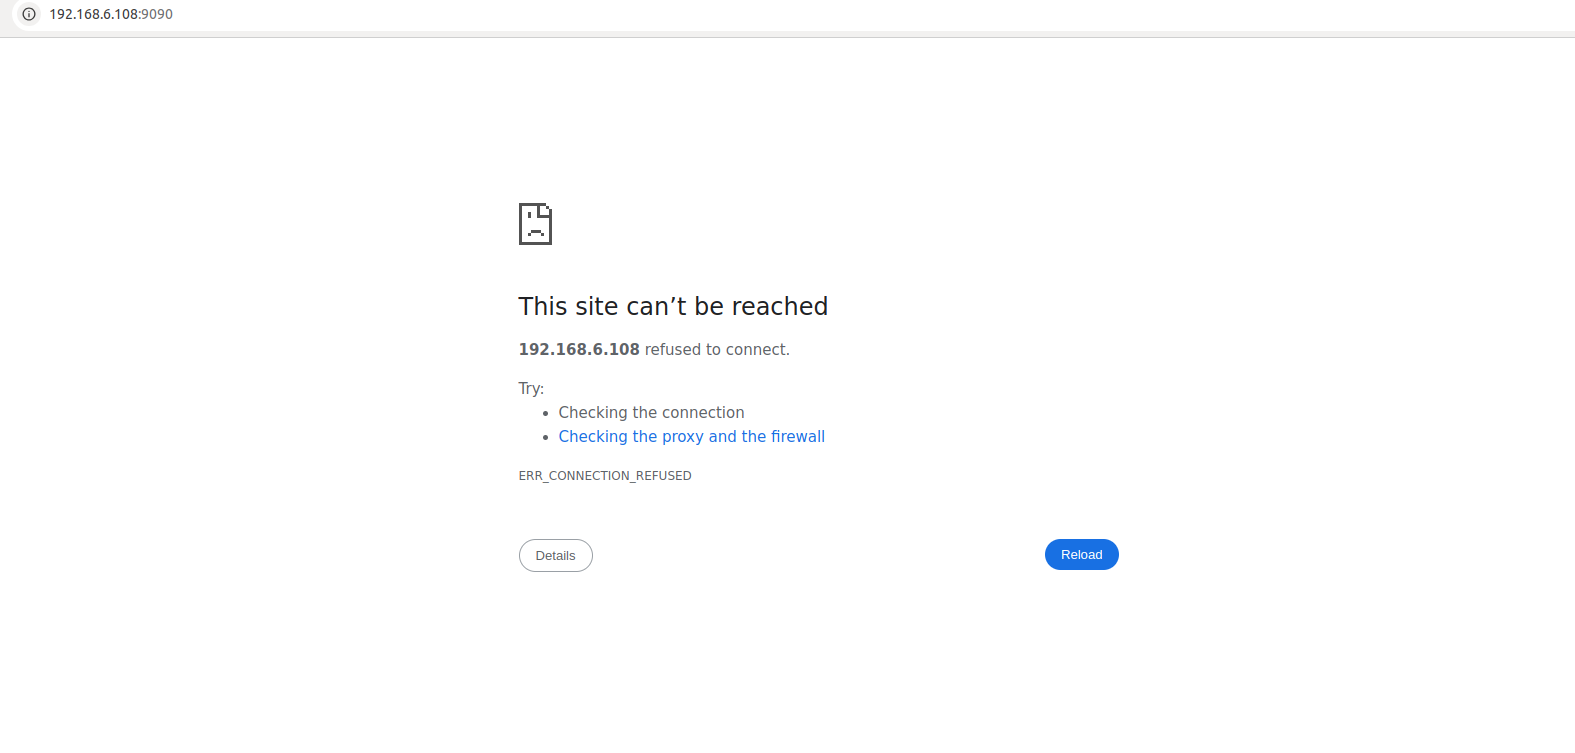 192.168.6.108:9090
This site can’t be reached
192.168.6.108 refused to connect.
Try:
Checking the connection
Checking the proxy and the firewall
ERR_CONNECTION_REFUSED
Details
Reload